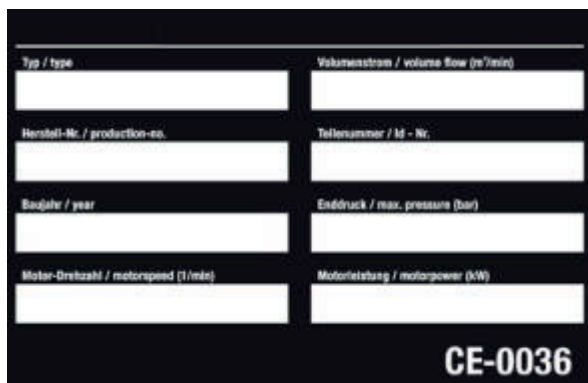 Typ / type
Volumenstrom / volume flow (m³/min)
Herstell-Nr. / production-no.
Teilenummer / Id - Nr.
Baujahr / year
Enddruck / max. pressure (bar)
Motor-Drehzahl / motorspeed (1/min)
Motorleistung / motorpower (kW)
CE-0036